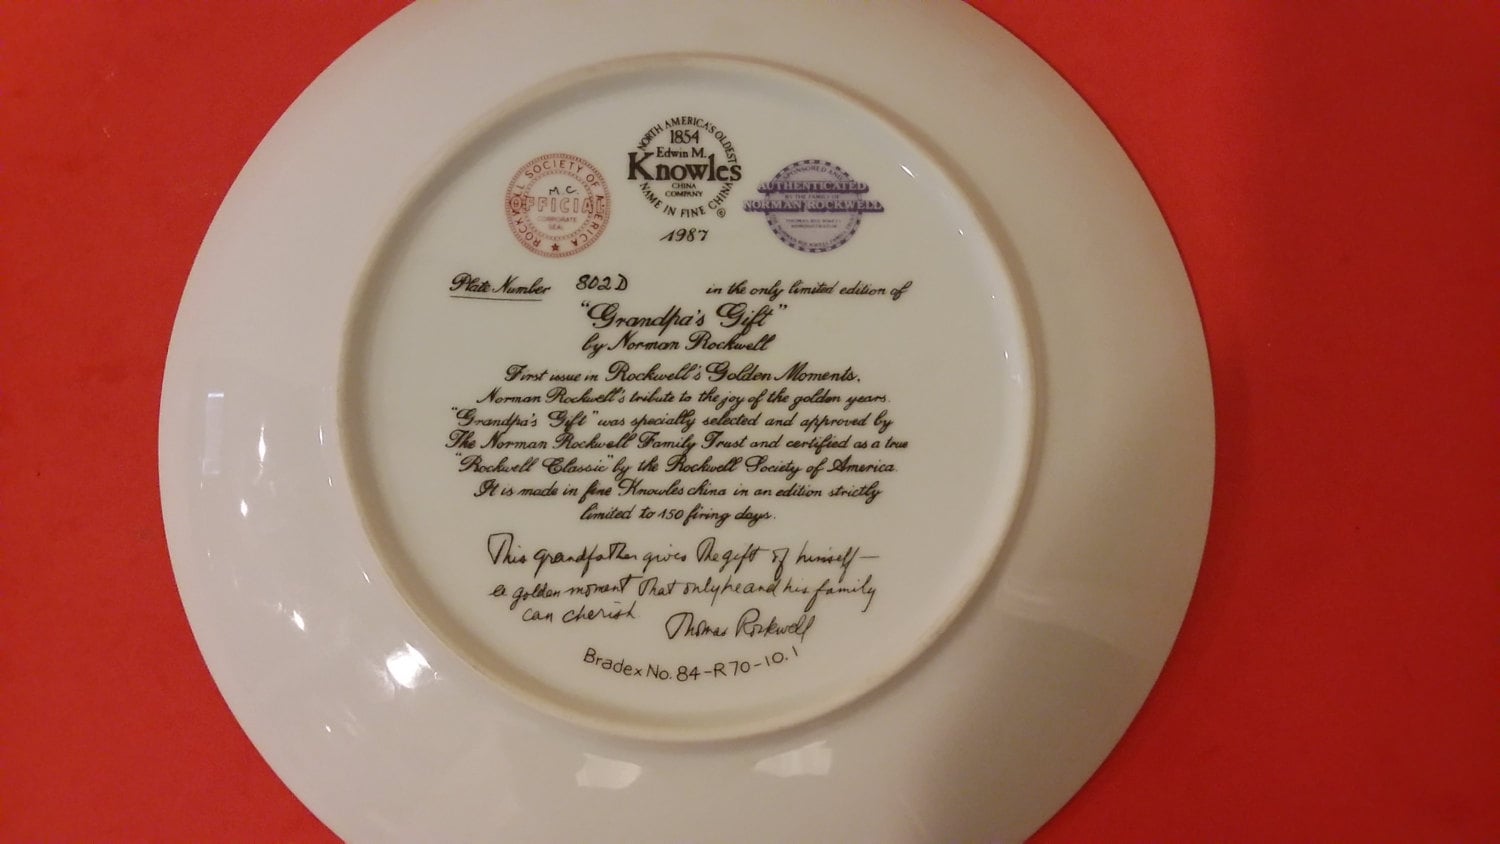 NORTH AMERICA'S OLDEST
1854
Edwin M.
Knowles
CHINA
COMPANY
NAME IN FINE CHINA
©
1987
ROCKWELL SOCIETY OF AMERICA
M.C.
OFFICIAL
CORPORATE
SEAL
SPONSORED AND
AUTHENTICATED
BY THE FAMILY OF
NORMAN ROCKWELL
Plate Number 802D in the only limited edition of
"Grandpa's Gift"
by Norman Rockwell
First issue in Rockwell's Golden Moments,
Norman Rockwell's tribute to the joy of the golden years.
"Grandpa's Gift" was specially selected and approved by
The Norman Rockwell Family Trust and certified as a true
"Rockwell Classic" by the Rockwell Society of America.
It is made in fine Knowles china in an edition strictly
limited to 150 firing days.
This grandfather gives the gift of himself—
a golden moment that only he and his family
can cherish
Thomas Rockwell
Bradex No. 84-R70-10.1